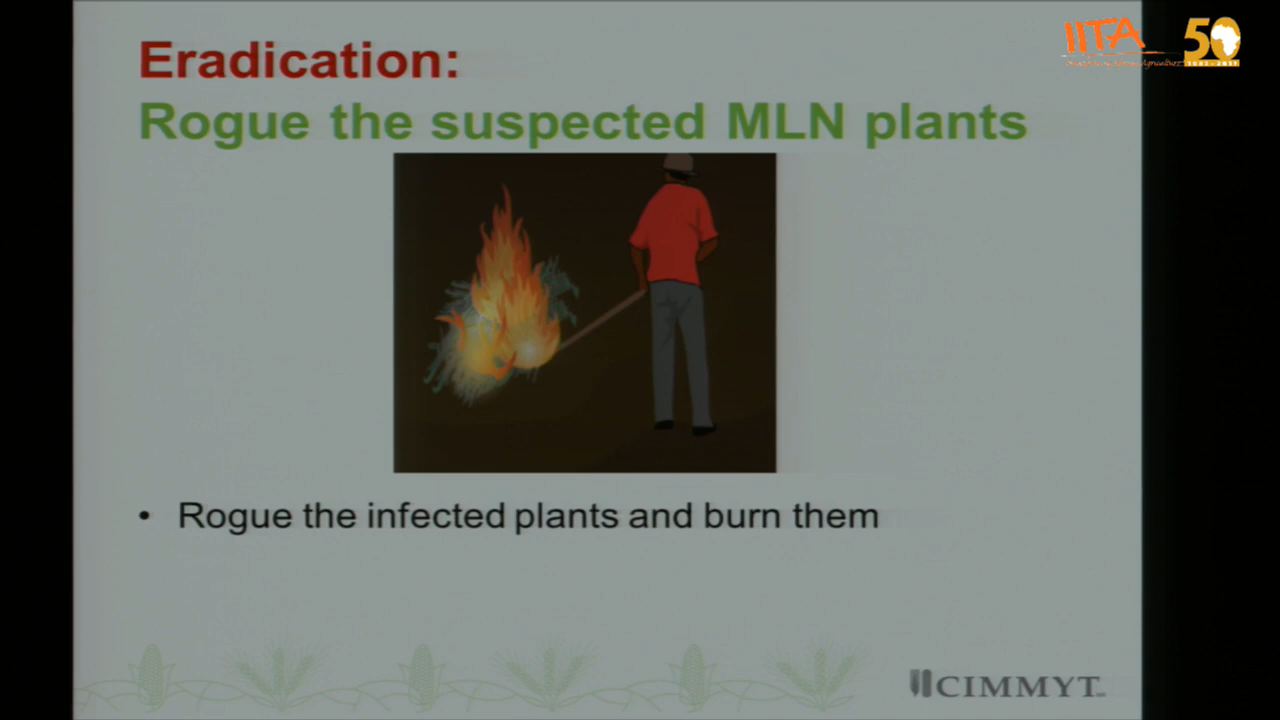 Eradication:
Rogue the suspected MLN plants
• Rogue the infected plants and burn them
CIMMYT
IITA
50